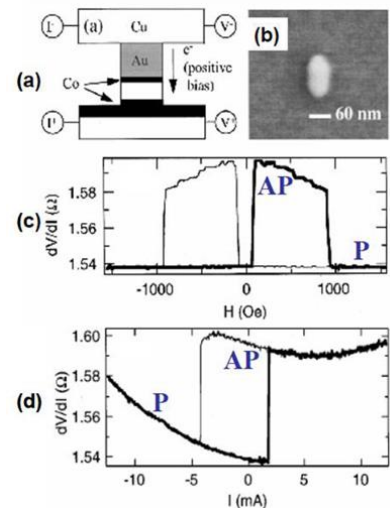 (a) Cu
I⁻ V⁻
Au
e⁻
(positive
bias)
(a)
Co
I⁺ V⁺
(b)
60 nm
(c)
dV/dI (Ω)
1.58
1.56
1.54
AP
P
-1000 0 1000
H (Oe)
(d)
dV/dI (Ω)
1.60
1.58
1.56
1.54
AP
P
-10 -5 0 5 10
I (mA)